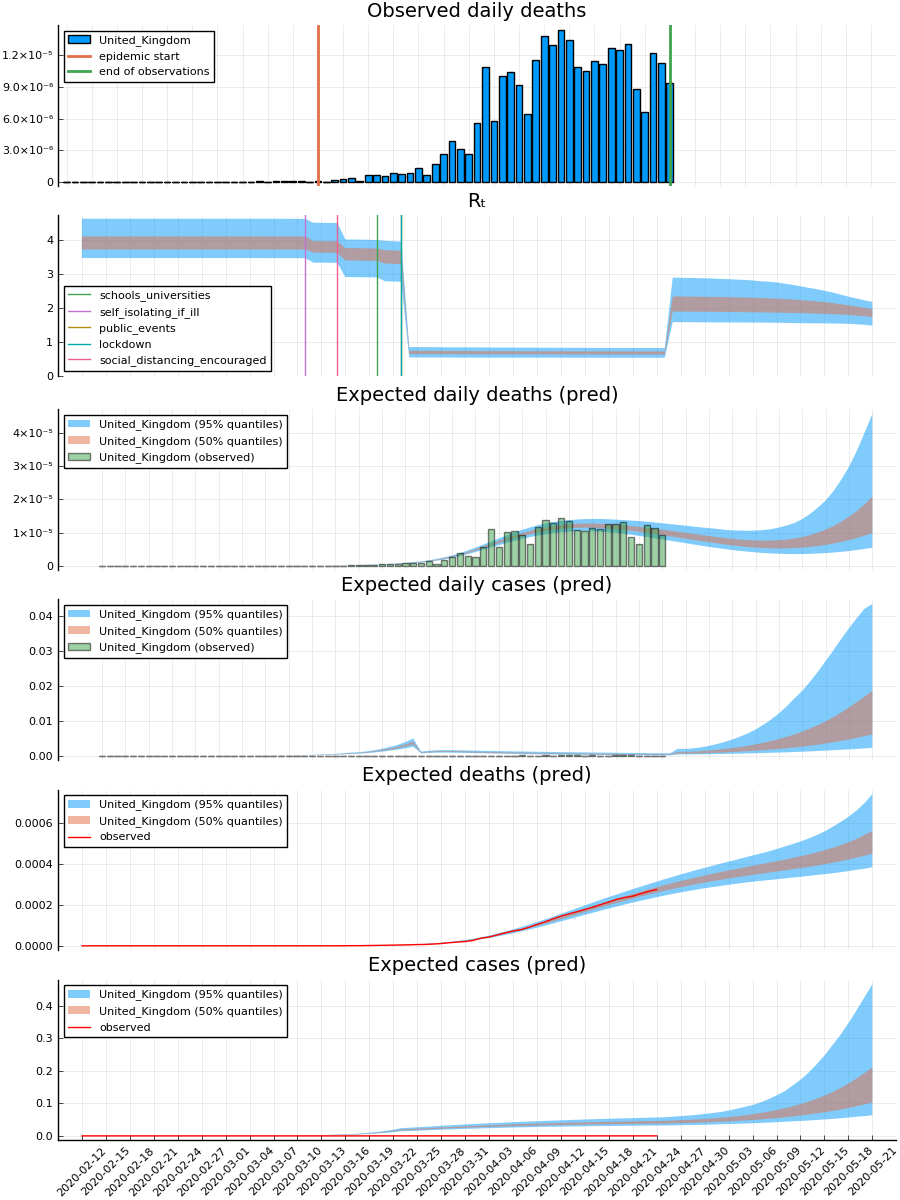 Observed daily deaths
United_Kingdom
epidemic start
end of observations
1.2×10⁻⁵
9.0×10⁻⁶
6.0×10⁻⁶
3.0×10⁻⁶
0
Rₜ
4
3
2
1
0
schools_universities
self_isolating_if_ill
public_events
lockdown
social_distancing_encouraged
Expected daily deaths (pred)
United_Kingdom (95% quantiles)
United_Kingdom (50% quantiles)
United_Kingdom (observed)
4×10⁻⁵
3×10⁻⁵
2×10⁻⁵
1×10⁻⁵
0
Expected daily cases (pred)
United_Kingdom (95% quantiles)
United_Kingdom (50% quantiles)
United_Kingdom (observed)
0.04
0.03
0.02
0.01
0.00
Expected deaths (pred)
United_Kingdom (95% quantiles)
United_Kingdom (50% quantiles)
observed
0.0006
0.0004
0.0002
0.0000
Expected cases (pred)
United_Kingdom (95% quantiles)
United_Kingdom (50% quantiles)
observed
0.4
0.3
0.2
0.1
0.0
2020-02-12
2020-02-15
2020-02-18
2020-02-21
2020-02-24
2020-02-27
2020-03-01
2020-03-04
2020-03-07
2020-03-10
2020-03-13
2020-03-16
2020-03-19
2020-03-22
2020-03-25
2020-03-28
2020-03-31
2020-04-03
2020-04-06
2020-04-09
2020-04-12
2020-04-15
2020-04-18
2020-04-21
2020-04-24
2020-04-27
2020-04-30
2020-05-03
2020-05-06
2020-05-09
2020-05-12
2020-05-15
2020-05-18
2020-05-21